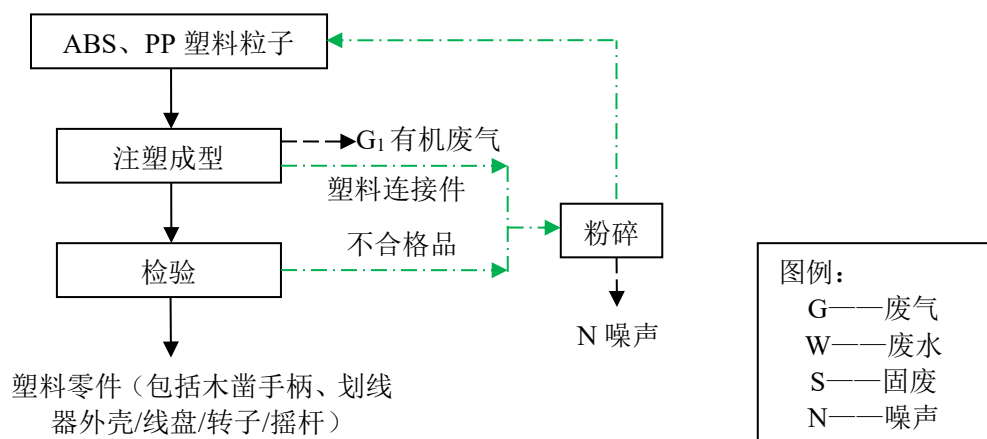 ABS、PP 塑料粒子
注塑成型
G₁ 有机废气
塑料连接件
粉碎
不合格品
检验
N 噪声
塑料零件（包括木凿手柄、划线
器外壳/线盘/转子/摇杆）
图例：
G——废气
W——废水
S——固废
N——噪声